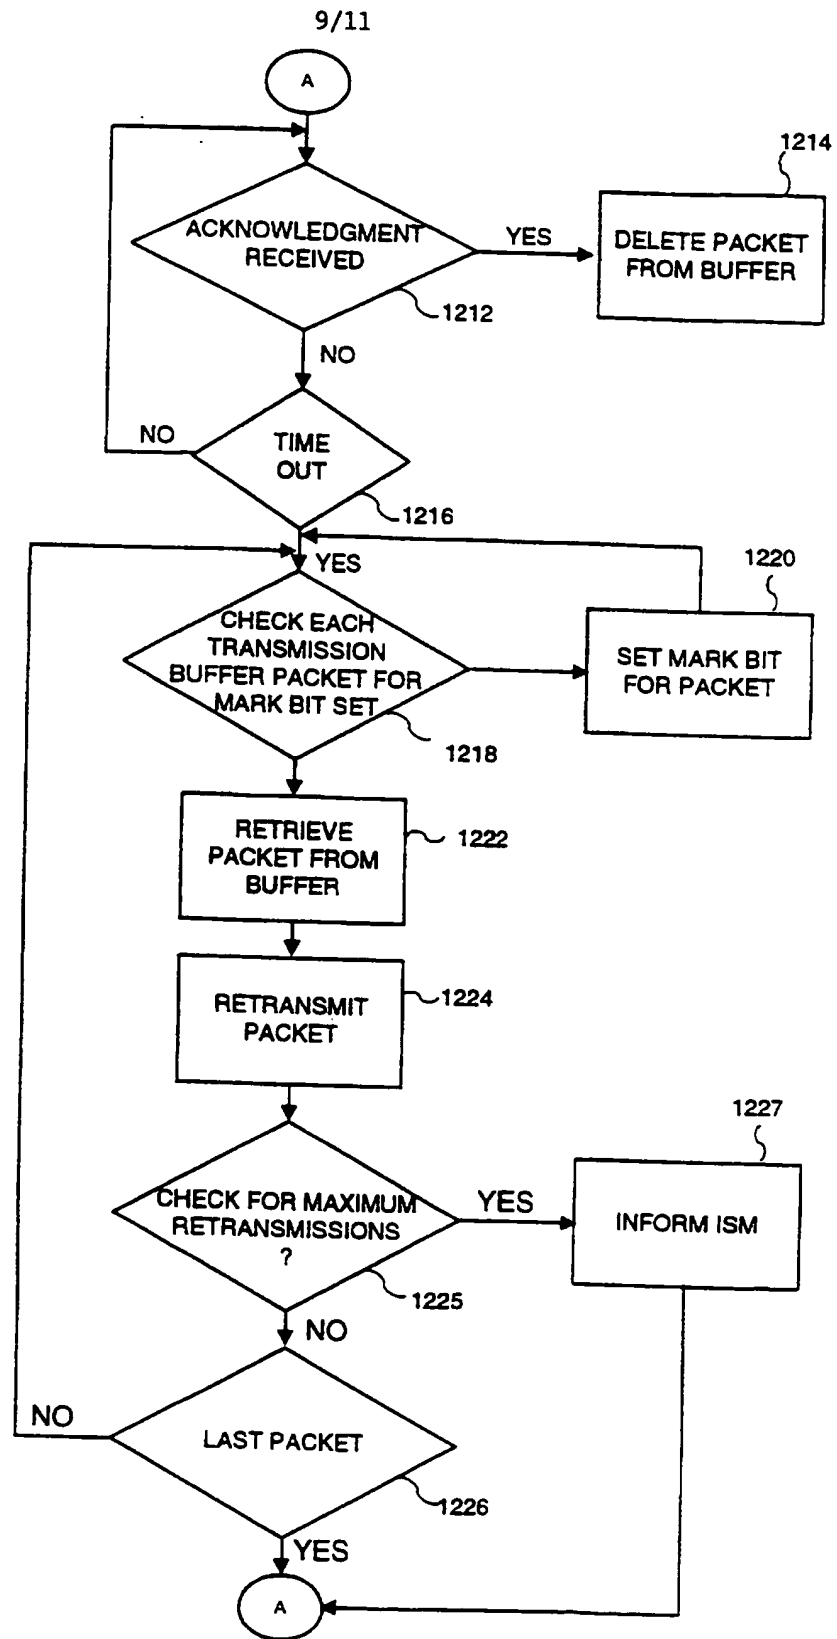 9/11
A
1214
ACKNOWLEDGMENT
RECEIVED
YES
DELETE PACKET
FROM BUFFER
1212
NO
NO
TIME
OUT
1216
YES
1220
CHECK EACH
TRANSMISSION
BUFFER PACKET FOR
MARK BIT SET
SET MARK BIT
FOR PACKET
1218
RETRIEVE
PACKET FROM
BUFFER
1222
RETRANSMIT
PACKET
1224
1227
CHECK FOR MAXIMUM
RETRANSMISSIONS
?
YES
INFORM ISM
1225
NO
NO
LAST PACKET
1226
YES
A